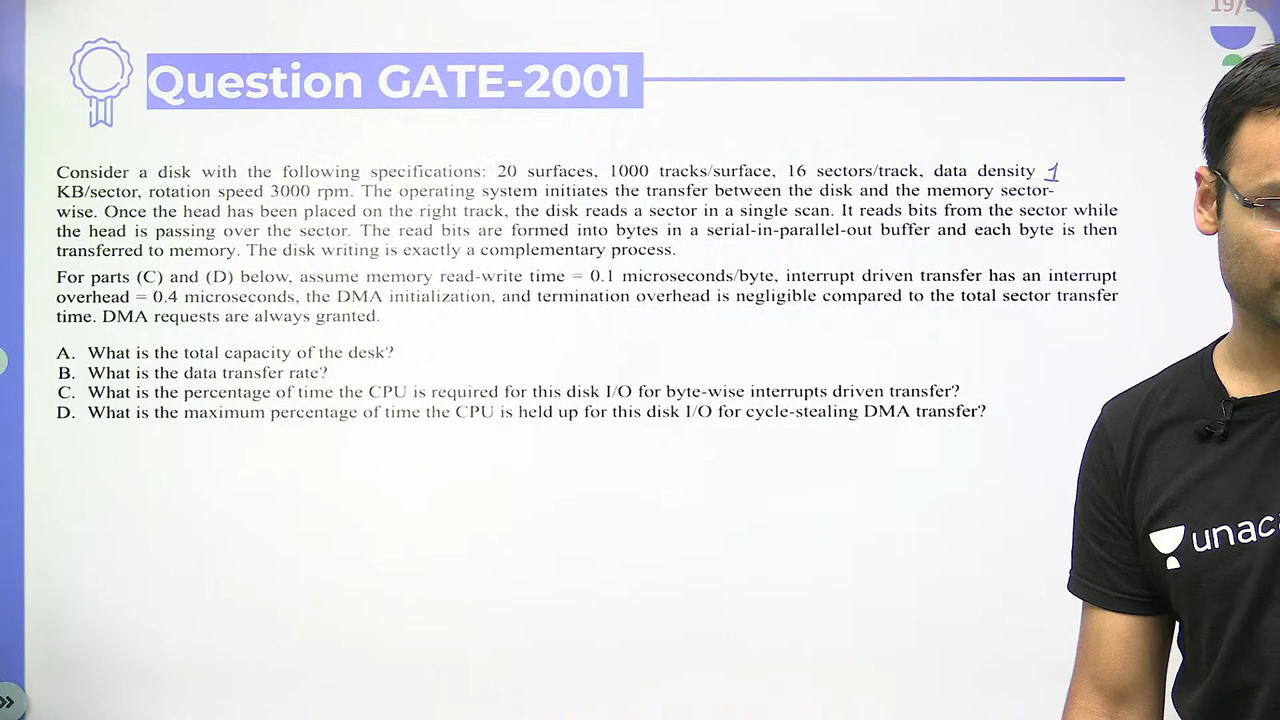 19/
Question GATE-2001
Consider a disk with the following specifications: 20 surfaces, 1000 tracks/surface, 16 sectors/track, data density 1
KB/sector, rotation speed 3000 rpm. The operating system initiates the transfer between the disk and the memory sector-
wise. Once the head has been placed on the right track, the disk reads a sector in a single scan. It reads bits from the sector while
the head is passing over the sector. The read bits are formed into bytes in a serial-in-parallel-out buffer and each byte is then
transferred to memory. The disk writing is exactly a complementary process.
For parts (C) and (D) below, assume memory read-write time = 0.1 microseconds/byte, interrupt driven transfer has an interrupt
overhead = 0.4 microseconds, the DMA initialization, and termination overhead is negligible compared to the total sector transfer
time. DMA requests are always granted.
A. What is the total capacity of the desk?
B. What is the data transfer rate?
C. What is the percentage of time the CPU is required for this disk I/O for byte-wise interrupts driven transfer?
D. What is the maximum percentage of time the CPU is held up for this disk I/O for cycle-stealing DMA transfer?
unac
»